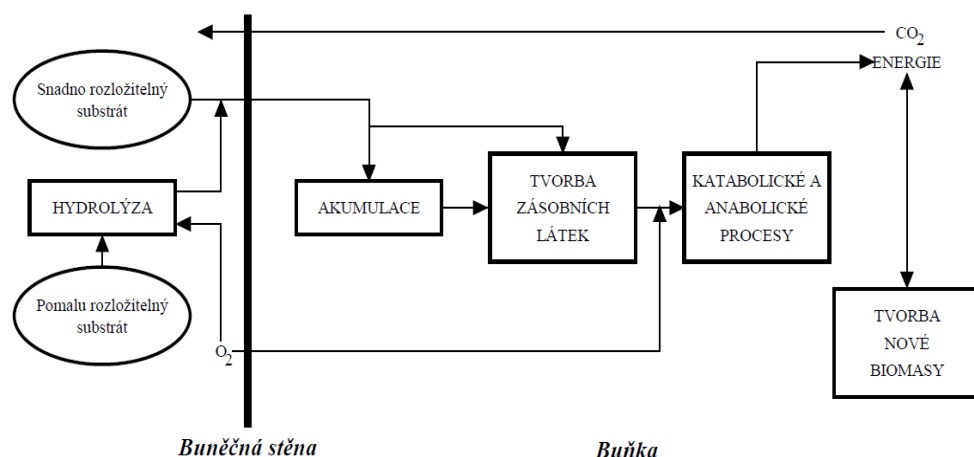 CO2
ENERGIE
Snadno rozložitelný
substrát
HYDROLÝZA
Pomalu rozložitelný
substrát
O2
AKUMULACE
TVORBA
ZÁSOBNÍCH
LÁTEK
KATABOLICKÉ A
ANABOLICKÉ
PROCESY
TVORBA
NOVÉ
BIOMASY
Buněčná stěna
Buňka